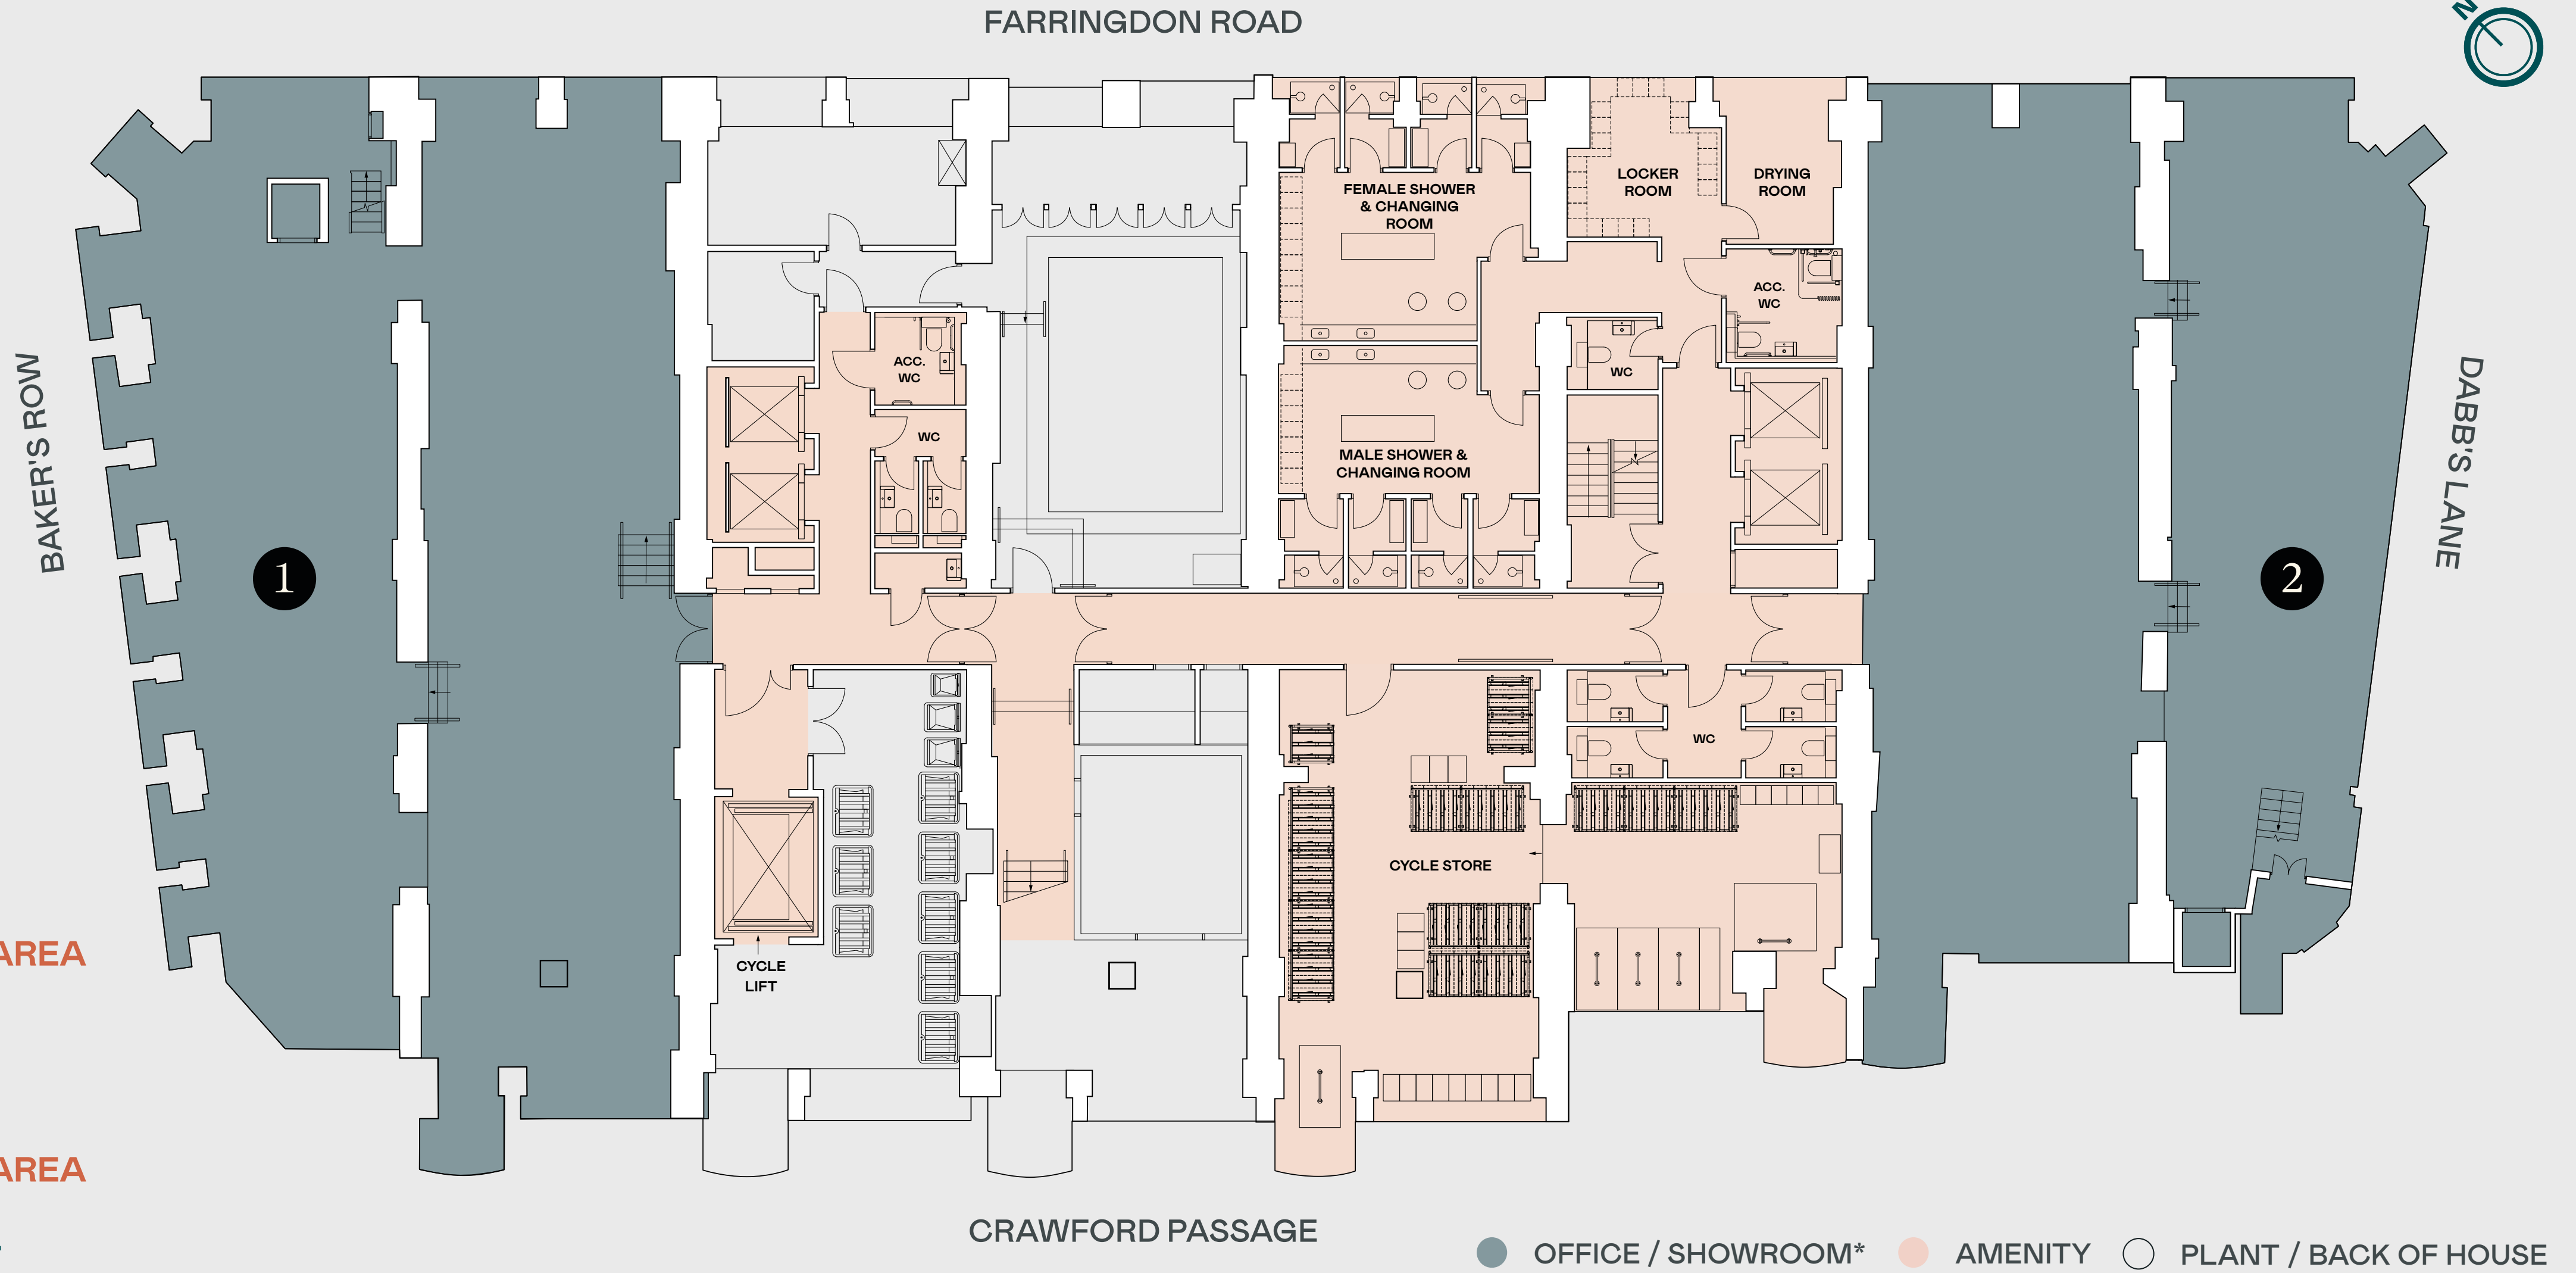 FARRINGDON ROAD
N
FEMALE SHOWER
& CHANGING
ROOM
LOCKER
ROOM
DRYING
ROOM
ACC.
WC
ACC.
WC
WC
WC
BAKER'S ROW
DABB'S LANE
MALE SHOWER &
CHANGING ROOM
1
2
WC
CYCLE STORE
CYCLE
LIFT
AREA
AREA
CRAWFORD PASSAGE
OFFICE / SHOWROOM*
AMENITY
PLANT / BACK OF HOUSE